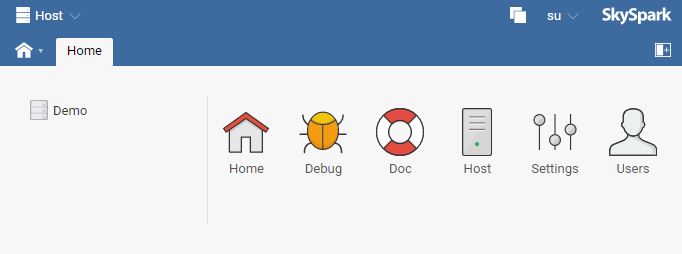 Host
su
SkySpark
Home
Demo
Home
Debug
Doc
Host
Settings
Users